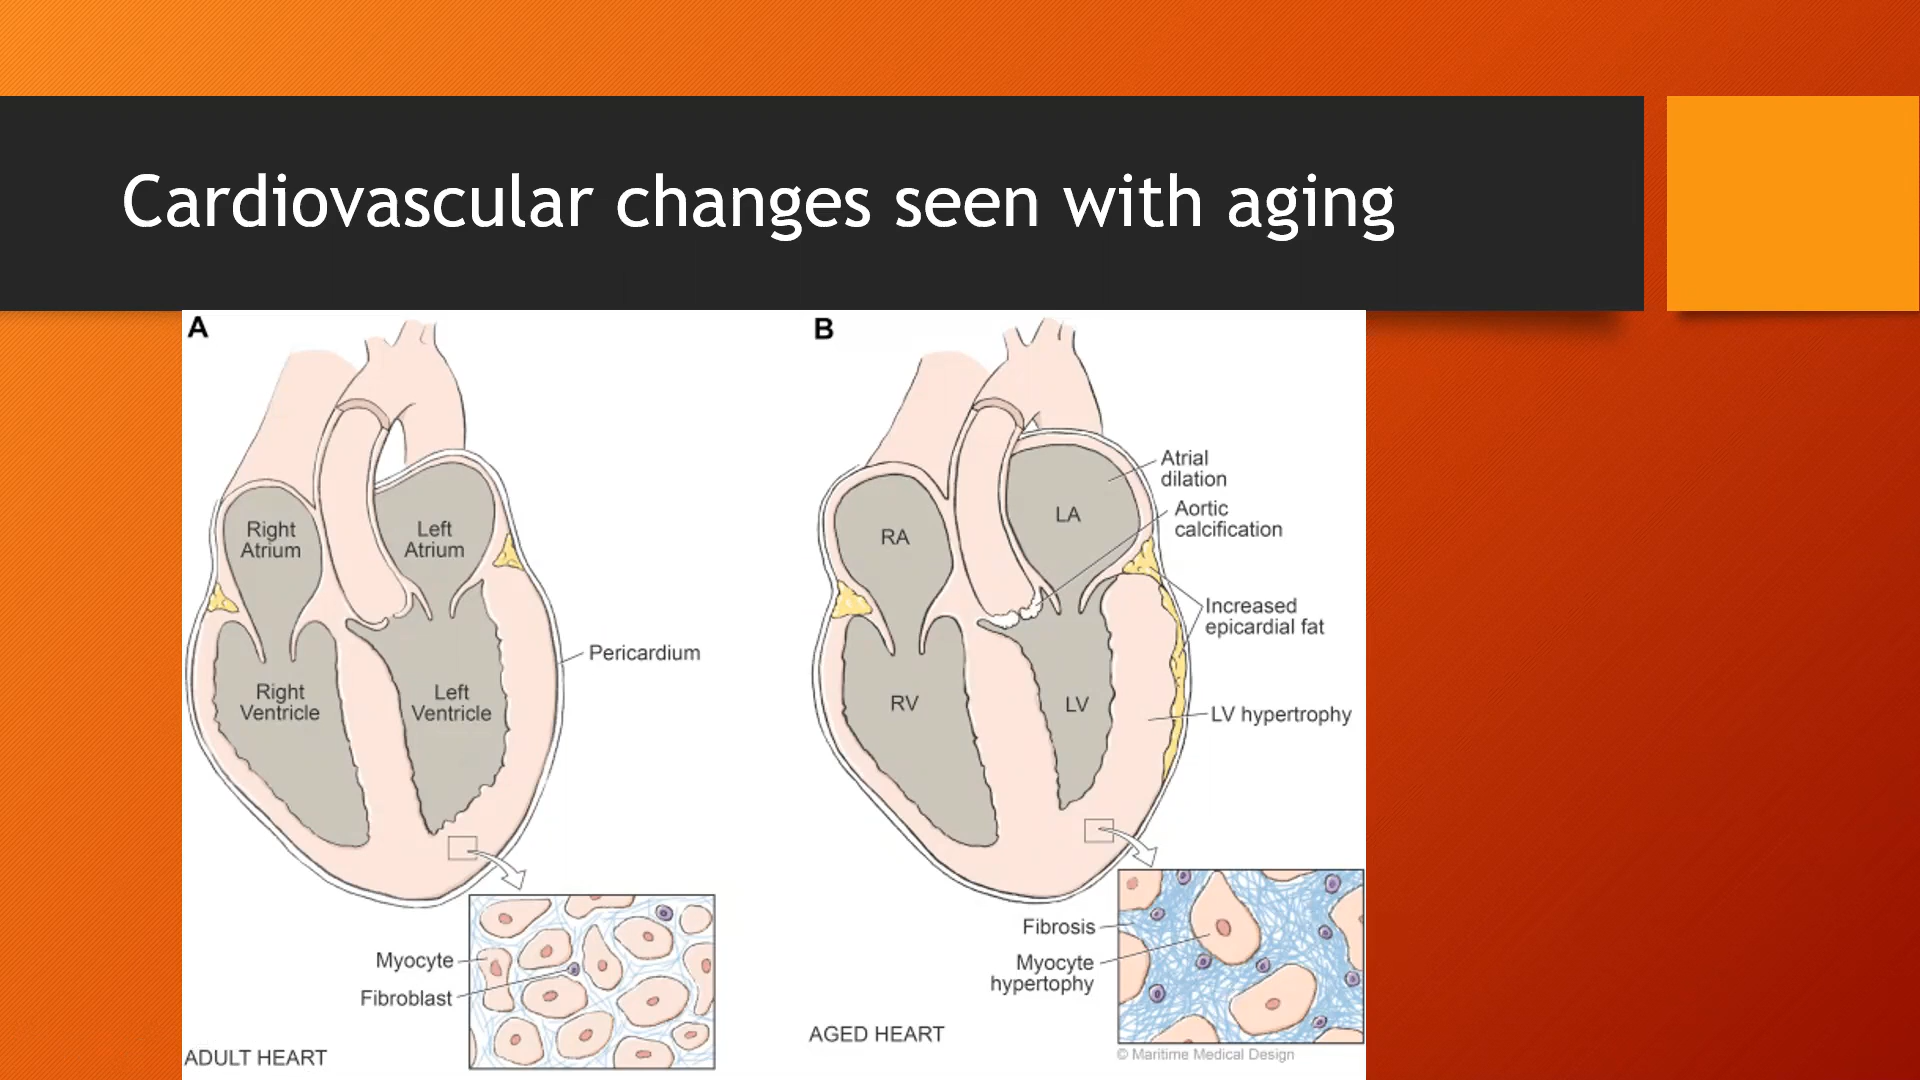 Cardiovascular changes seen with aging
A
Right
Atrium
Left
Atrium
Right
Ventricle
Left
Ventricle
Pericardium
Myocyte
Fibroblast
ADULT HEART
B
RA
LA
RV
LV
Atrial
dilation
Aortic
calcification
Increased
epicardial fat
LV hypertrophy
Fibrosis
Myocyte
hypertophy
AGED HEART
© Maritime Medical Design